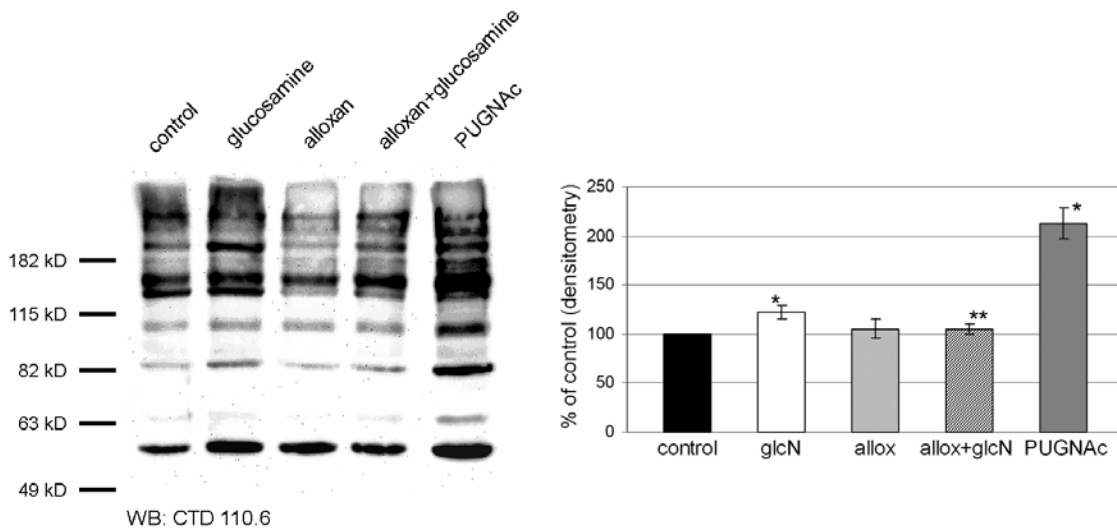 control
glucosamine
alloxan
alloxan+glucosamine
PUGNAc
182 kD
115 kD
82 kD
63 kD
49 kD
WB: CTD 110.6
% of control (densitometry)
250
200
150
100
50
0
*
**
*
control glcN allox allox+glcN PUGNAc